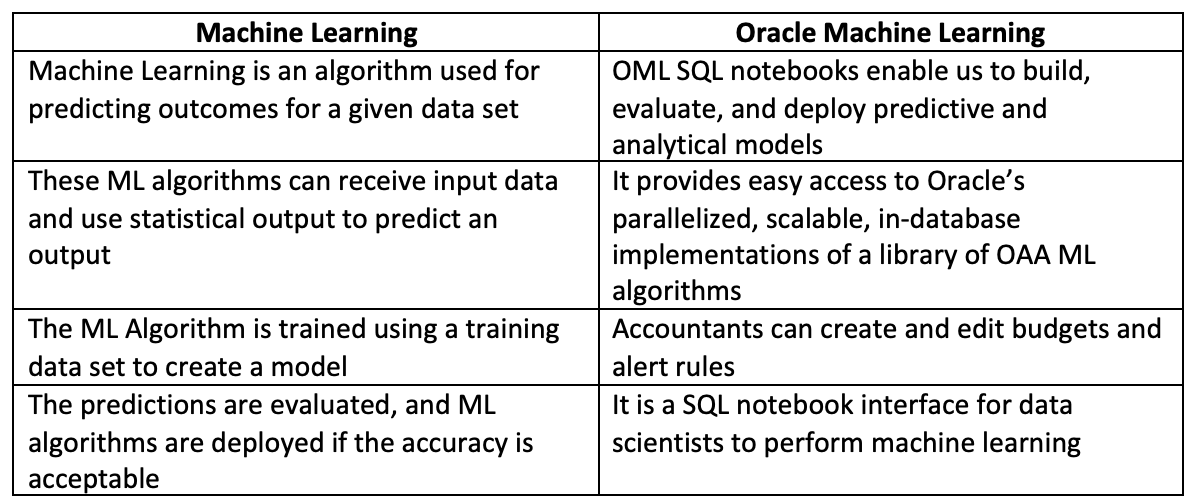 Machine Learning
Oracle Machine Learning
Machine Learning is an algorithm used for
predicting outcomes for a given data set
OML SQL notebooks enable us to build,
evaluate, and deploy predictive and
analytical models
These ML algorithms can receive input data
and use statistical output to predict an
output
It provides easy access to Oracle’s
parallelized, scalable, in-database
implementations of a library of OAA ML
algorithms
The ML Algorithm is trained using a training
data set to create a model
Accountants can create and edit budgets and
alert rules
The predictions are evaluated, and ML
algorithms are deployed if the accuracy is
acceptable
It is a SQL notebook interface for data
scientists to perform machine learning